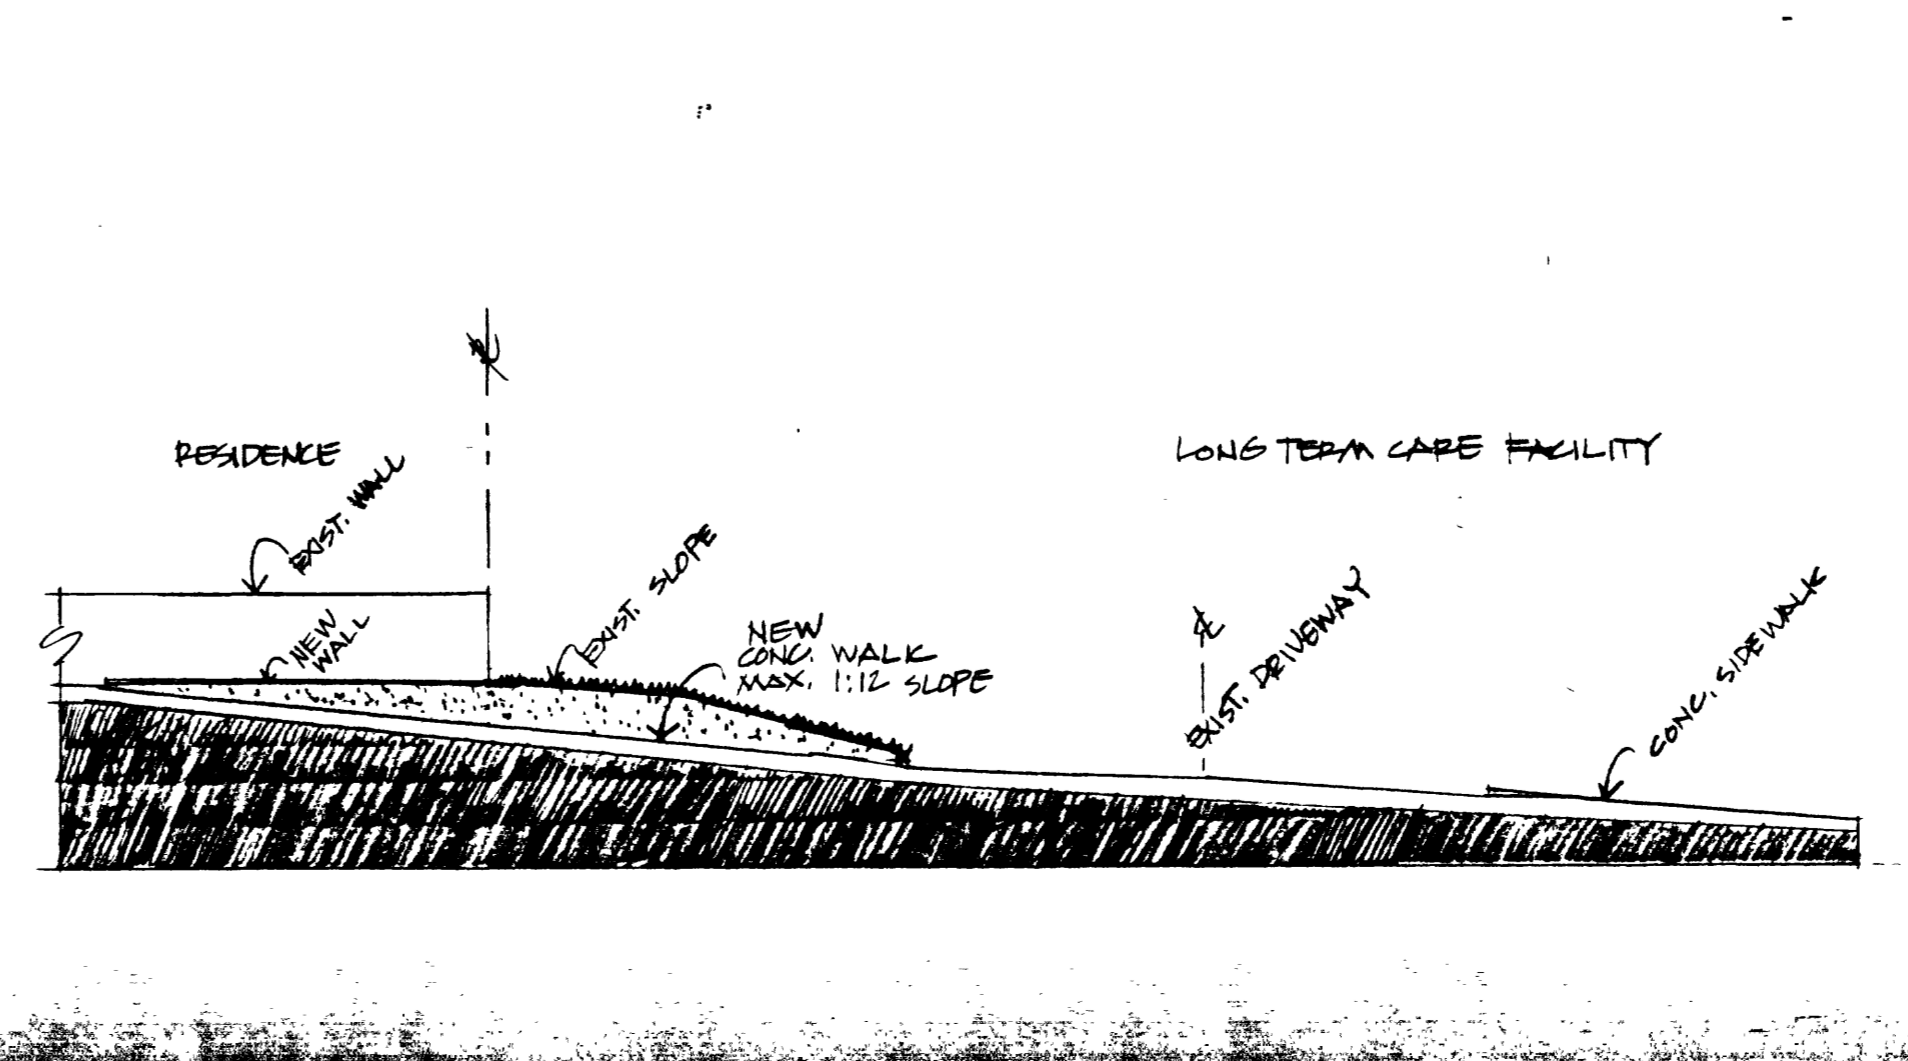 RESIDENCE
EXIST. WALL
LONG TERM CARE FACILITY
EXIST. SLOPE
NEW
WALL
NEW
CONC. WALK
MAX. 1:12 SLOPE
EXIST. DRIVEWAY
CONC. SIDEWALK